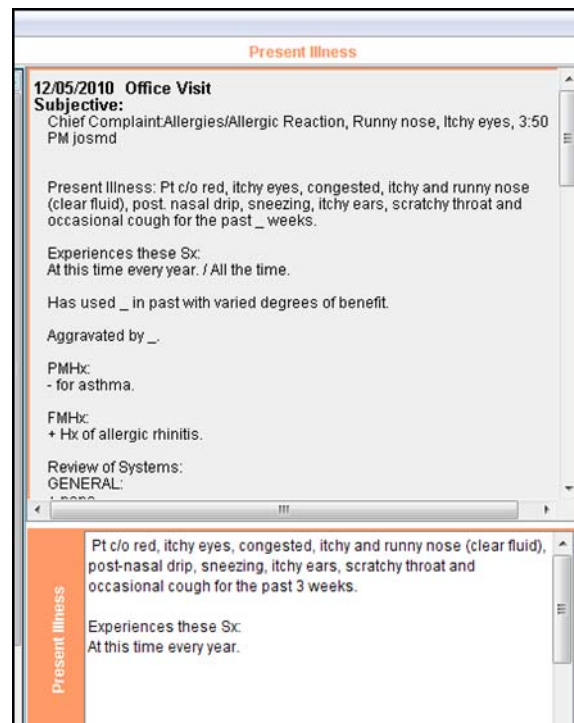 Present Illness
12/05/2010 Office Visit
Subjective:
Chief Complaint:Allergies/Allergic Reaction, Runny nose, Itchy eyes, 3:50
PM josmd
Present Illness: Pt c/o red, itchy eyes, congested, itchy and runny nose
(clear fluid), post. nasal drip, sneezing, itchy ears, scratchy throat and
occasional cough for the past _ weeks.
Experiences these Sx:
At this time every year. / All the time.
Has used _ in past with varied degrees of benefit.
Aggravated by _.
PMHx:
- for asthma.
FMHx:
+ Hx of allergic rhinitis.
Review of Systems:
GENERAL:
Present Illness
Pt c/o red, itchy eyes, congested, itchy and runny nose (clear fluid),
post-nasal drip, sneezing, itchy ears, scratchy throat and
occasional cough for the past 3 weeks.
Experiences these Sx:
At this time every year.